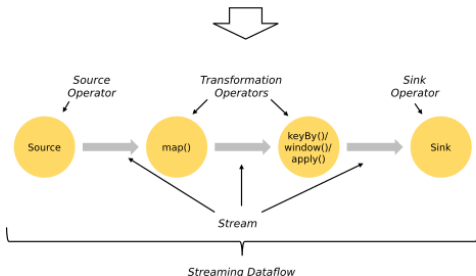 Source
Operator
Transformation
Operators
Sink
Operator
Source
map()
keyBy()/
window()/
apply()
Sink
Stream
Streaming Dataflow